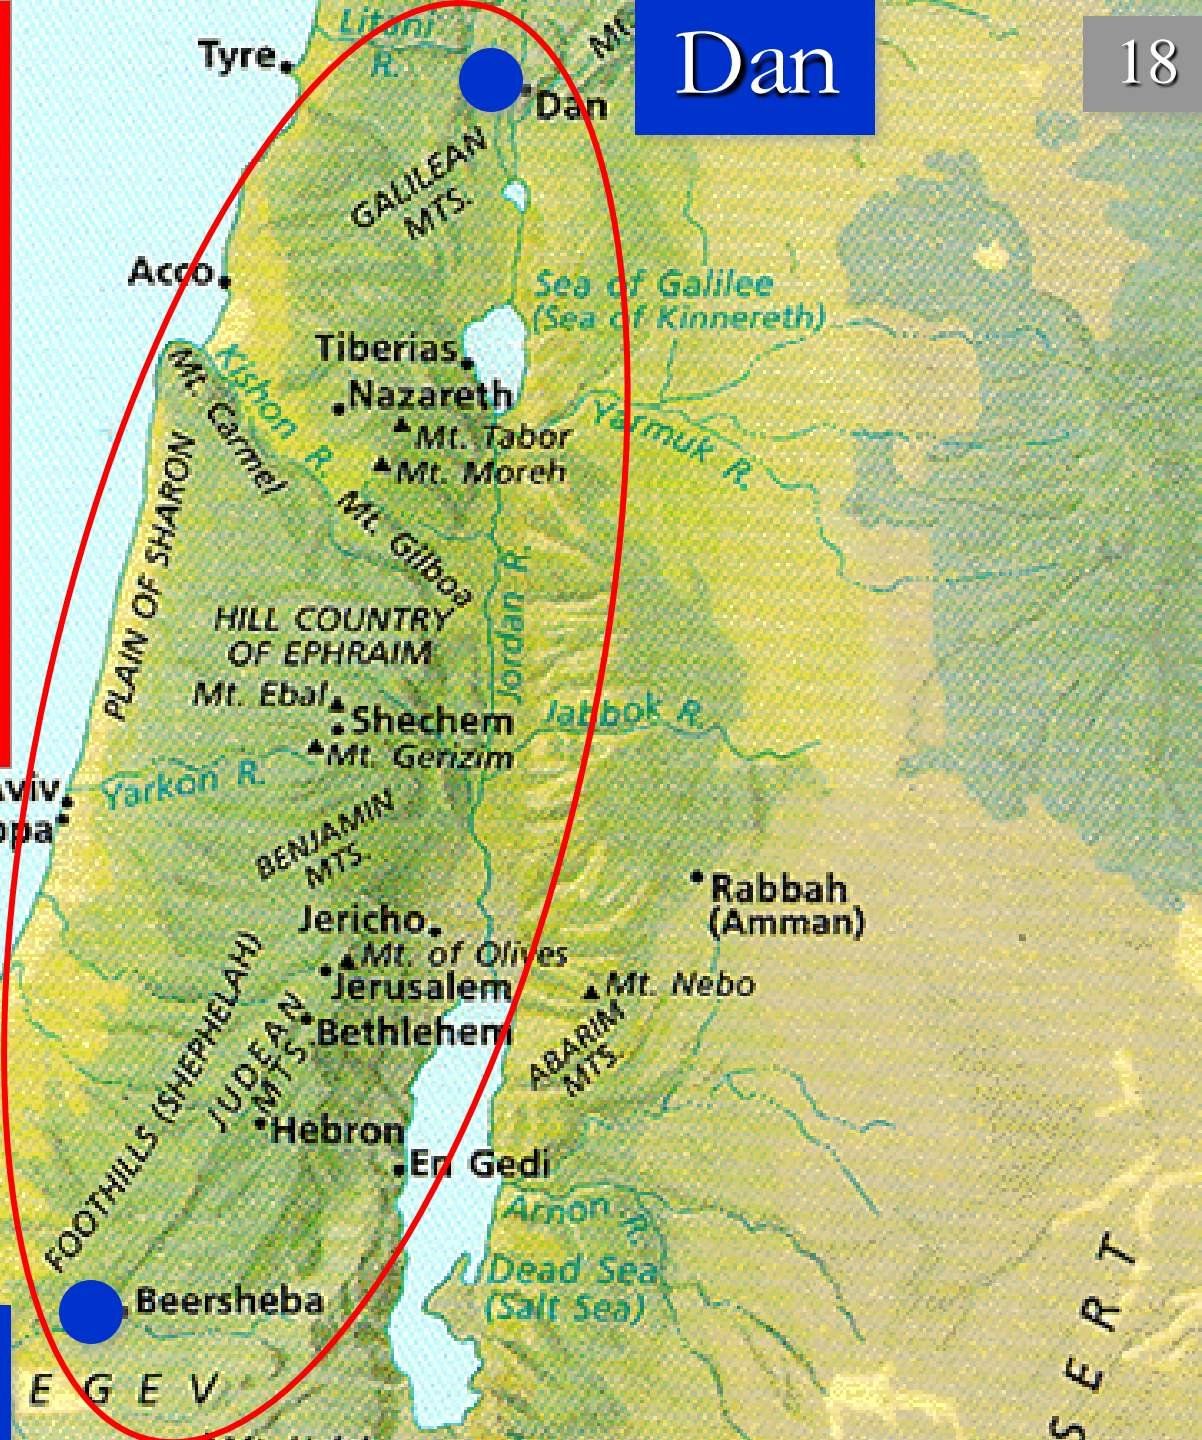 Litani
R.
Tyre
Mt.
Dan
18
Dan
GALILEAN
MTS.
Acco
Sea of Galilee
(Sea of Kinnereth)
Tiberias
Nazareth
Kishon R.
Mt. Carmel
Yarmuk R.
Mt. Tabor
Mt. Moreh
Mt. Gilboa
PLAIN OF SHARON
Jordan R.
HILL COUNTRY
OF EPHRAIM
Mt. Ebal
Shechem
Jabbok R.
Mt. Gerizim
Yarkon R.
Aviv
ppa
BENJAMIN
MTS.
Rabbah
(Amman)
Jericho
Mt. of Olives
Jerusalem
Mt. Nebo
Bethlehem
ABARIM
MTS.
FOOTHILLS (SHEPHELAH)
JUDEAN
MTS.
Hebron
En Gedi
Arnon R.
Dead Sea
(Salt Sea)
Beersheba
E G E V
S E R T